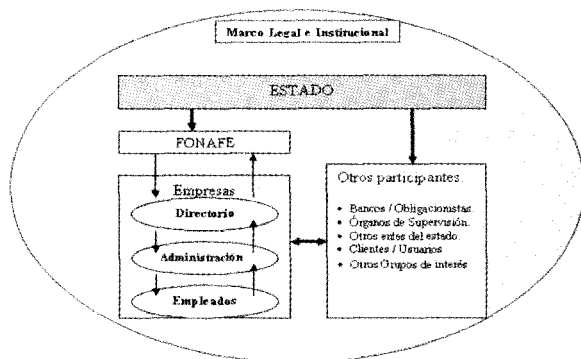 Marco Legal e Institucional
ESTADO
FONAFE
Empresas
Directorio
Administración
Empleados
Otros participantes
• Bancos / Obligacionistas.
• Órganos de Supervisión.
• Otros entes del estado.
• Clientes / Usuarios
• Otros Grupos de interés